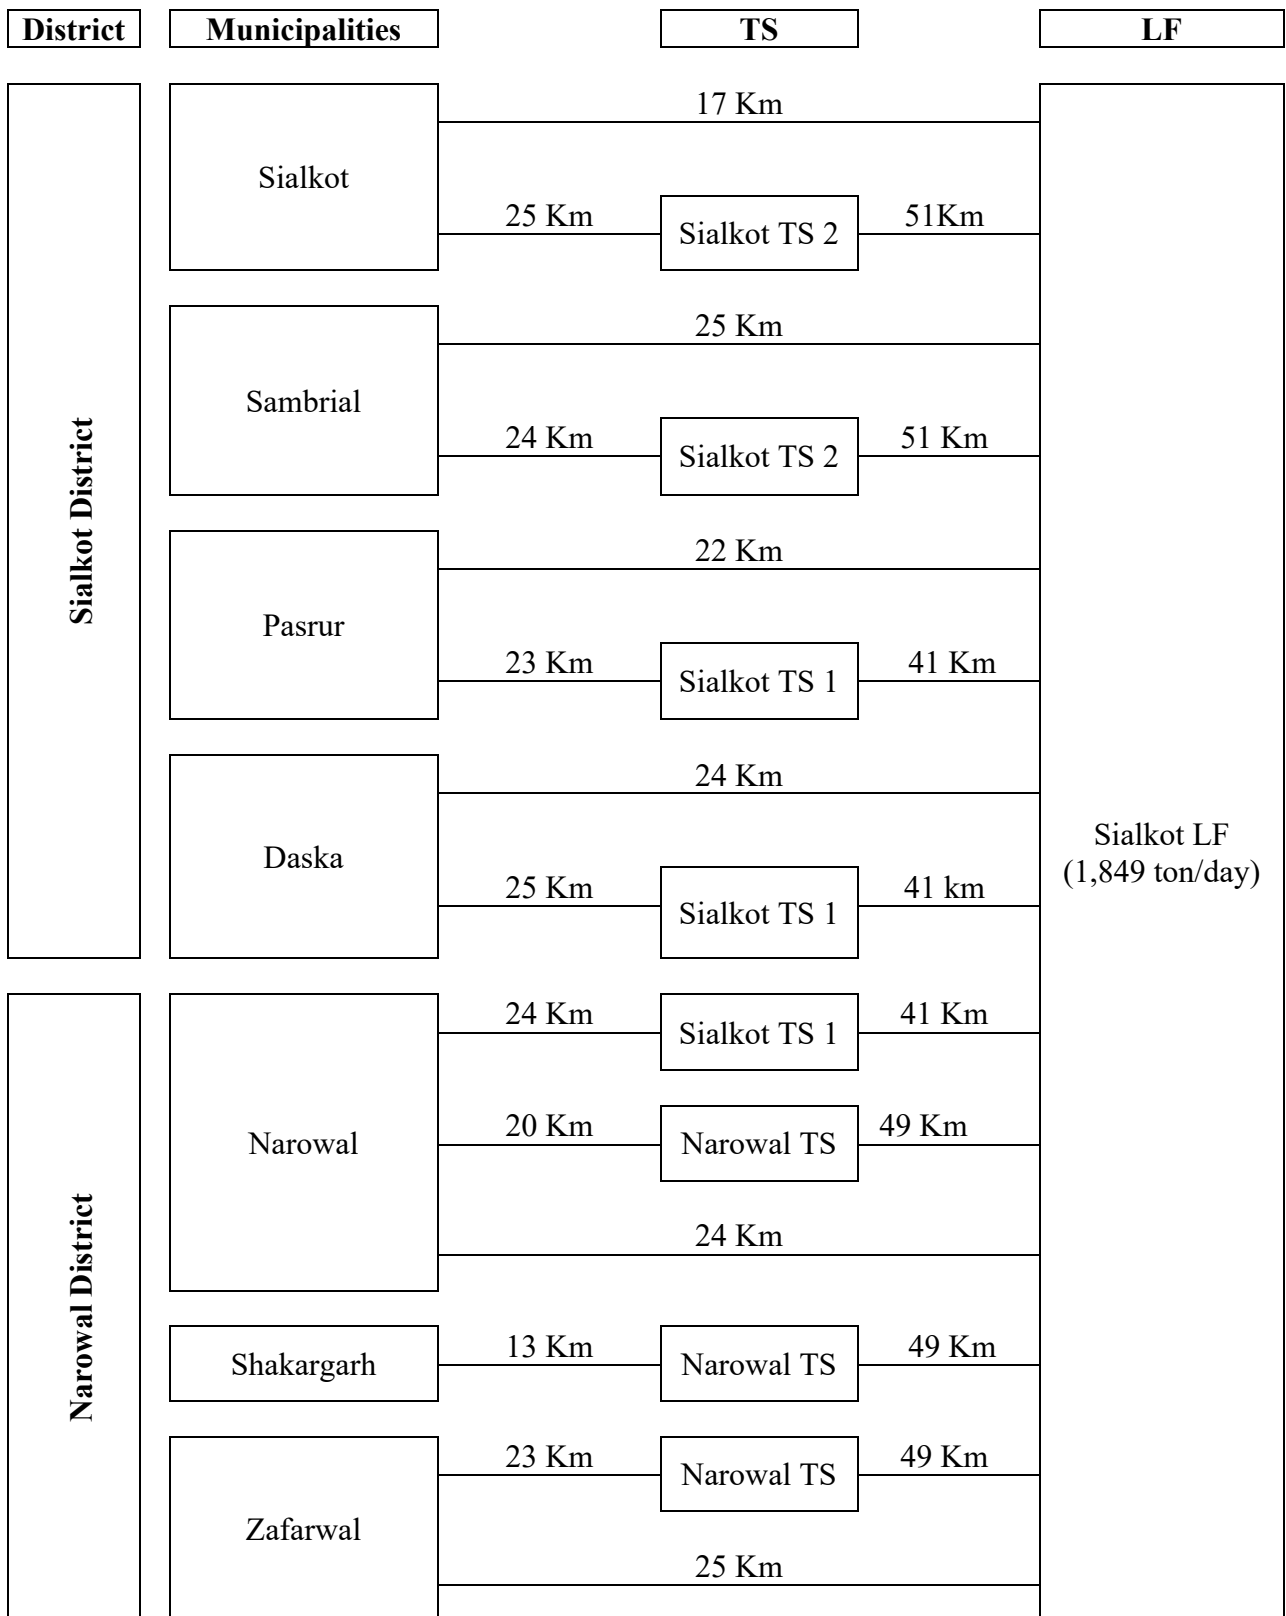 District
Municipalities
TS
LF
Sialkot District
Sialkot
17 Km
25 Km
Sialkot TS 2
51Km
Sambrial
25 Km
24 Km
Sialkot TS 2
51 Km
Pasrur
22 Km
23 Km
Sialkot TS 1
41 Km
Daska
24 Km
25 Km
Sialkot TS 1
41 km
Sialkot LF
(1,849 ton/day)
Narowal District
Narowal
24 Km
Sialkot TS 1
41 Km
20 Km
Narowal TS
49 Km
24 Km
Shakargarh
13 Km
Narowal TS
49 Km
Zafarwal
23 Km
Narowal TS
49 Km
25 Km